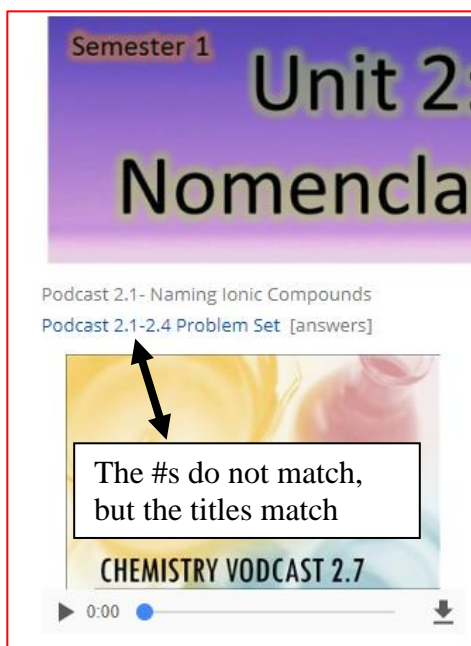 Semester 1
Unit 2:
Nomencla
Podcast 2.1- Naming Ionic Compounds
Podcast 2.1-2.4 Problem Set [answers]
The #s do not match,
but the titles match
CHEMISTRY VODCAST 2.7
0:00